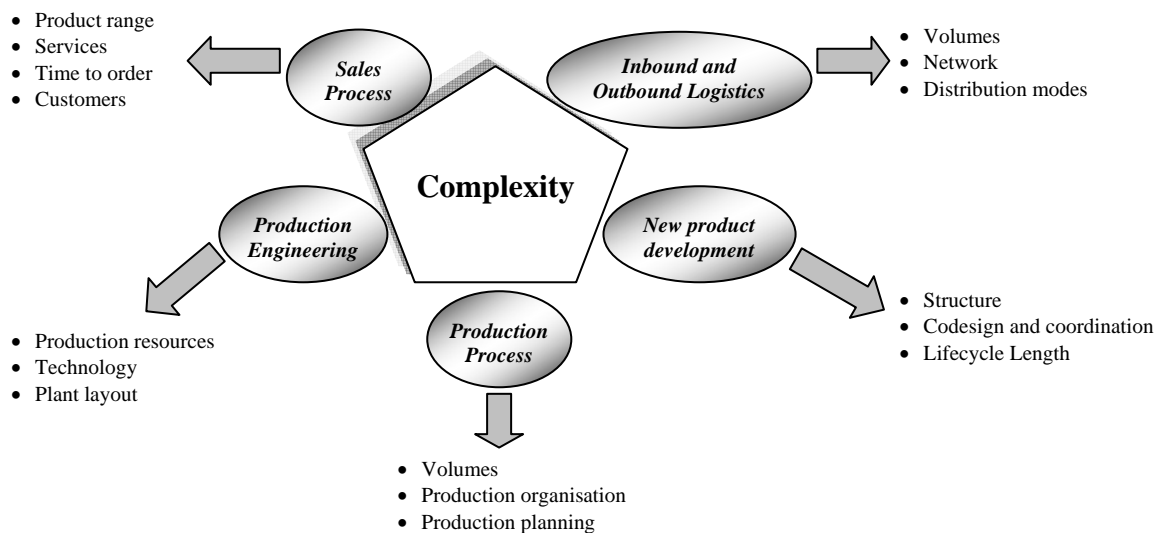 • Product range
• Services
• Time to order
• Customers
Sales
Process
Inbound and
Outbound Logistics
• Volumes
• Network
• Distribution modes
Complexity
Production
Engineering
New product
development
• Production resources
• Technology
• Plant layout
Production
Process
• Structure
• Codesign and coordination
• Lifecycle Length
• Volumes
• Production organisation
• Production planning